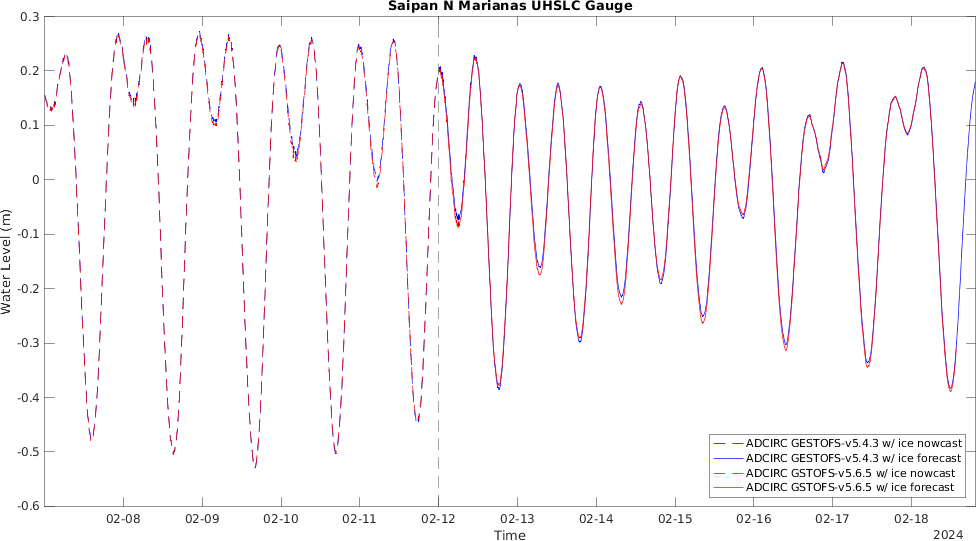 Saipan N Marianas UHSLC Gauge
0.3
0.2
0.1
0
-0.1
-0.2
-0.3
-0.4
-0.5
-0.6
Water Level (m)
ADCIRC GESTOFS-v5.4.3 w/ ice nowcast
ADCIRC GESTOFS-v5.4.3 w/ ice forecast
ADCIRC GSTOFS-v5.6.5 w/ ice nowcast
ADCIRC GSTOFS-v5.6.5 w/ ice forecast
02-08 02-09 02-10 02-11 02-12 02-13 02-14 02-15 02-16 02-17 02-18
Time
2024